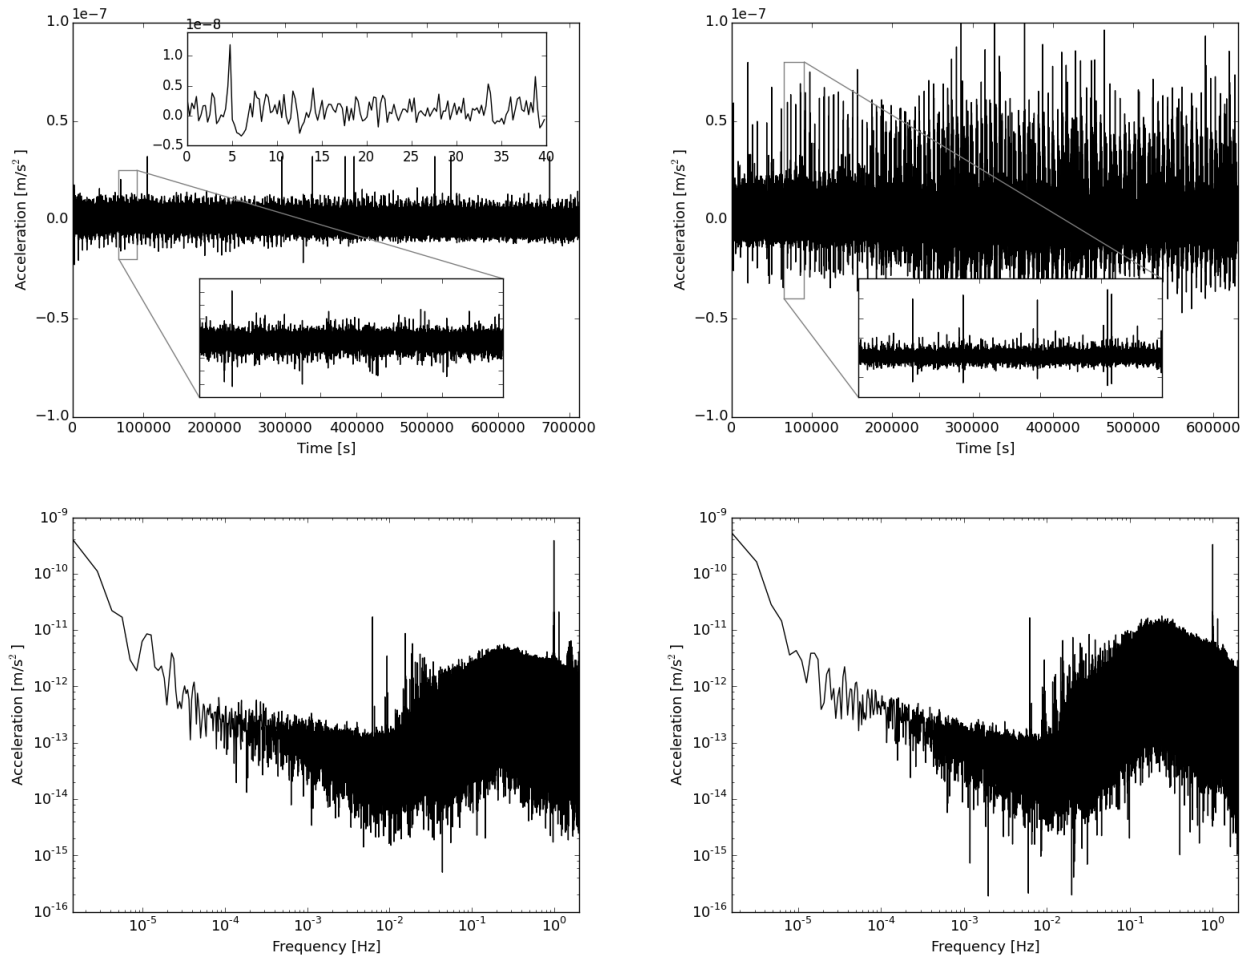 1.0 1e−7
1e−8
1.0
0.5
0.0
−0.5
0 5 10 15 20 25 30 35 40
0.5
0.0
−0.5
−1.0
Acceleration [m/s² ]
0 100000 200000 300000 400000 500000 600000 700000
Time [s]
1.0 1e−7
0.5
0.0
−0.5
−1.0
Acceleration [m/s² ]
0 100000 200000 300000 400000 500000 600000
Time [s]
10⁻⁹
10⁻¹⁰
10⁻¹¹
10⁻¹²
10⁻¹³
10⁻¹⁴
10⁻¹⁵
10⁻¹⁶
Acceleration [m/s² ]
10⁻⁵ 10⁻⁴ 10⁻³ 10⁻² 10⁻¹ 10⁰
Frequency [Hz]
10⁻⁹
10⁻¹⁰
10⁻¹¹
10⁻¹²
10⁻¹³
10⁻¹⁴
10⁻¹⁵
10⁻¹⁶
Acceleration [m/s² ]
10⁻⁵ 10⁻⁴ 10⁻³ 10⁻² 10⁻¹ 10⁰
Frequency [Hz]